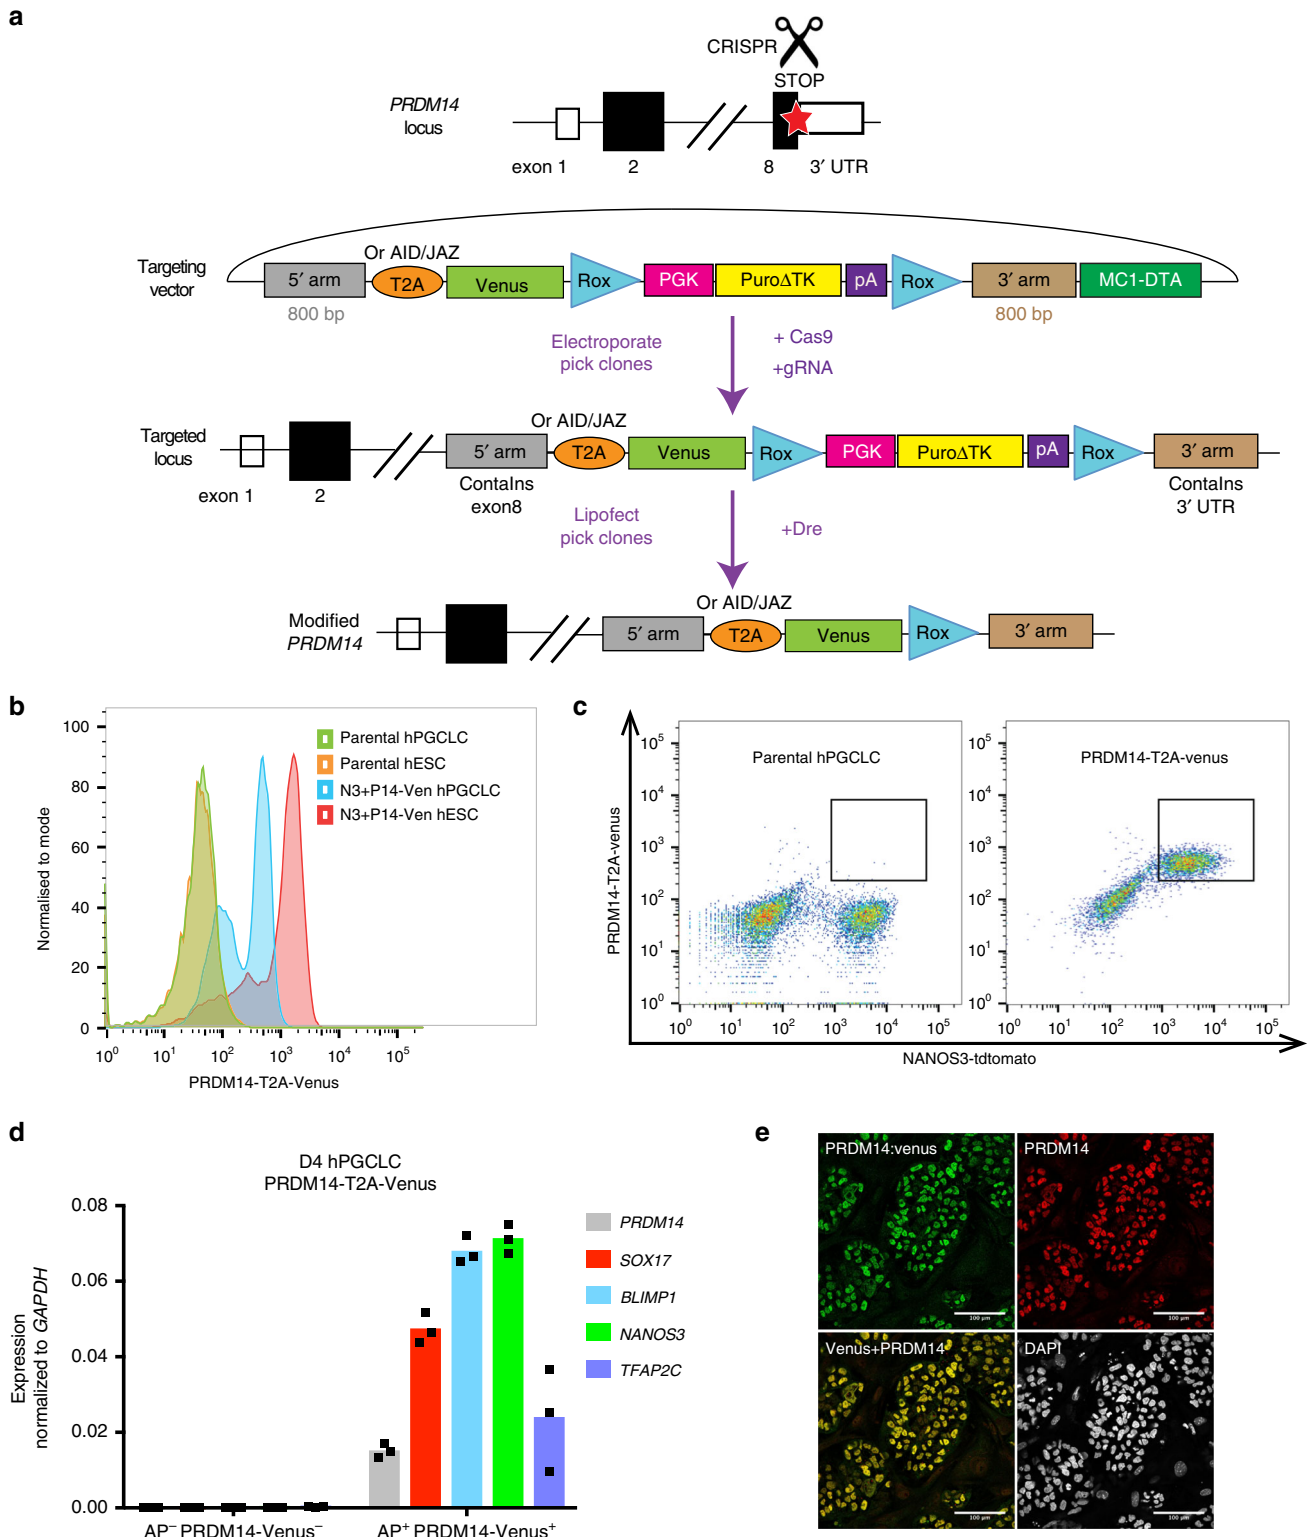 a
CRISPR
STOP
PRDM14
locus
exon 1
2
8
3′ UTR
Targeting
vector
Or AID/JAZ
5′ arm
T2A
Venus
Rox
PGK
PuroΔTK
pA
Rox
3′ arm
MC1-DTA
800 bp
800 bp
Electroporate
pick clones
+ Cas9
+gRNA
Targeted
locus
Or AID/JAZ
5′ arm
T2A
Venus
Rox
PGK
PuroΔTK
pA
Rox
3′ arm
exon 1
2
ContaIns
exon8
ContaIns
3′ UTR
Lipofect
pick clones
+Dre
Modified
PRDM14
Or AID/JAZ
5′ arm
T2A
Venus
Rox
3′ arm
b
Normalised to mode
100
80
60
40
20
0
10⁰
10¹
10²
10³
10⁴
10⁵
PRDM14-T2A-Venus
Parental hPGCLC
Parental hESC
N3+P14-Ven hPGCLC
N3+P14-Ven hESC
c
PRDM14-T2A-venus
Parental hPGCLC
10⁵
10⁴
10³
10²
10¹
10⁰
10⁰
10¹
10²
10³
10⁴
10⁵
PRDM14-T2A-venus
10⁵
10⁴
10³
10²
10¹
10⁰
10⁰
10¹
10²
10³
10⁴
10⁵
NANOS3-tdtomato
d
D4 hPGCLC
PRDM14-T2A-Venus
Expression
normalized to GAPDH
0.08
0.06
0.04
0.02
0.00
AP⁻ PRDM14-Venus⁻
AP⁺ PRDM14-Venus⁺
PRDM14
SOX17
BLIMP1
NANOS3
TFAP2C
e
PRDM14:venus
100 μm
PRDM14
100 μm
Venus+PRDM14
100 μm
DAPI
100 μm